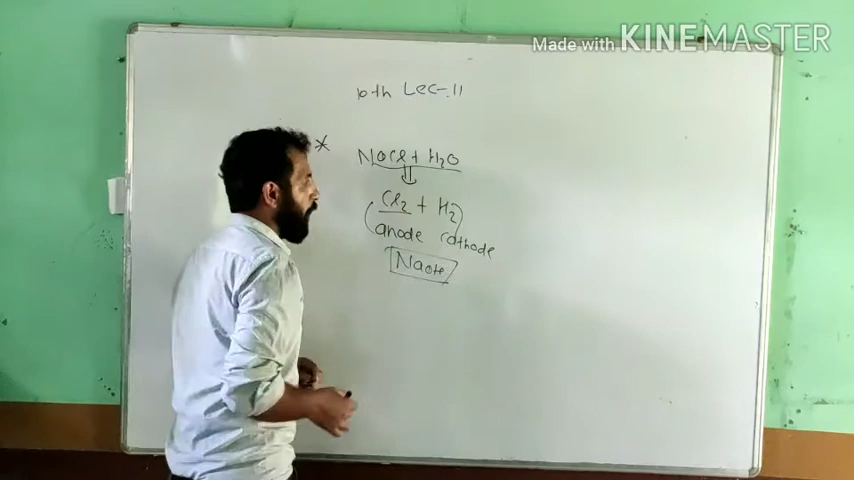 Made with KINEMASTER
10th Lec-11
* NaCl + H2O
⇓
Cl2 + H2
anode cathode
NaOH